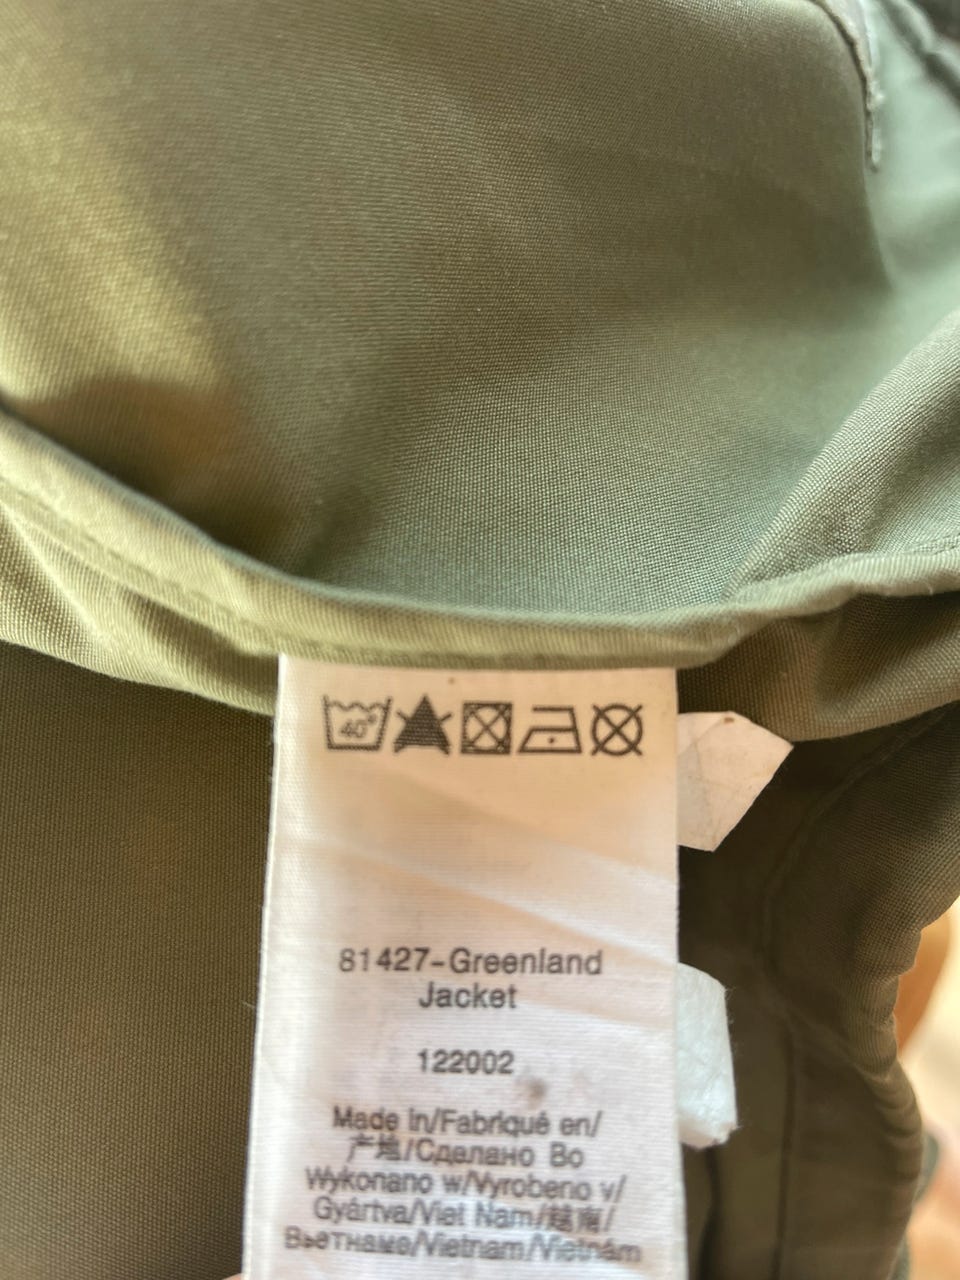 40°
81427-Greenland
Jacket
122002
Made in/Fabriqué en/
产地/Сделано Во
Wykonano w/Vyrobeno v/
Gyártva/Viet Nam/越南/
Вьетнаме/Vietnam/Vietnám